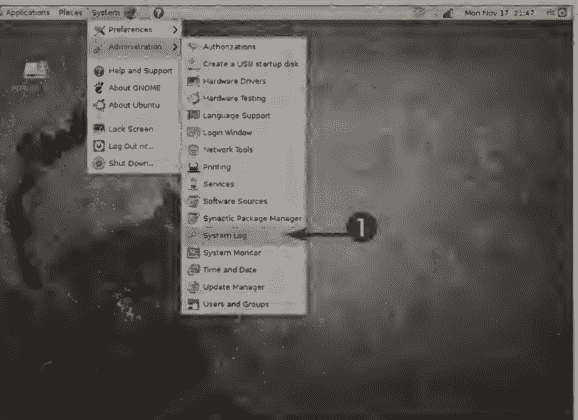 Applications Places System Mon Nov 17, 21:47
Preferences
Administration
Help and Support
About GNOME
About Ubuntu
Lock Screen
Log Out nc...
Shut Down...
Authorizations
Create a USB startup disk
Hardware Drivers
Hardware Testing
Language Support
Login Window
Network Tools
Printing
Services
Software Sources
Synaptic Package Manager
System Log
System Monitor
Time and Date
Update Manager
Users and Groups
1